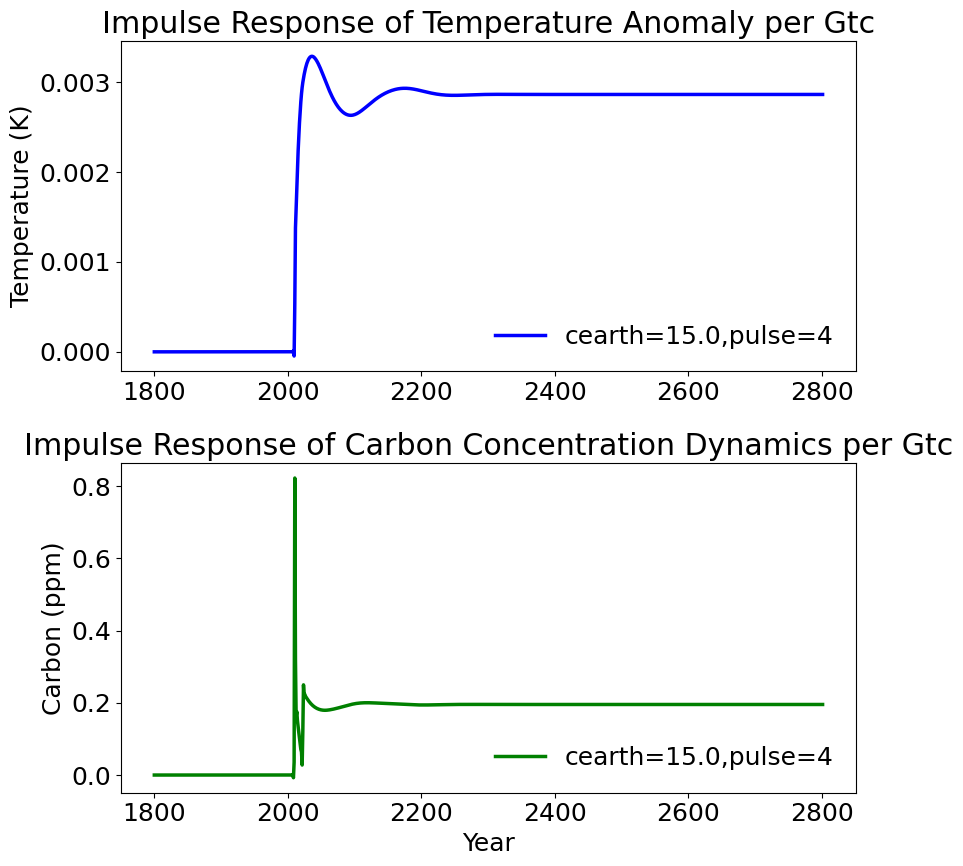 Impulse Response of Temperature Anomaly per Gtc
Temperature (K)
0.003
0.002
0.001
0.000
cearth=15.0,pulse=4
1800 2000 2200 2400 2600 2800
Impulse Response of Carbon Concentration Dynamics per Gtc
Carbon (ppm)
0.8
0.6
0.4
0.2
0.0
cearth=15.0,pulse=4
1800 2000 2200 2400 2600 2800
Year